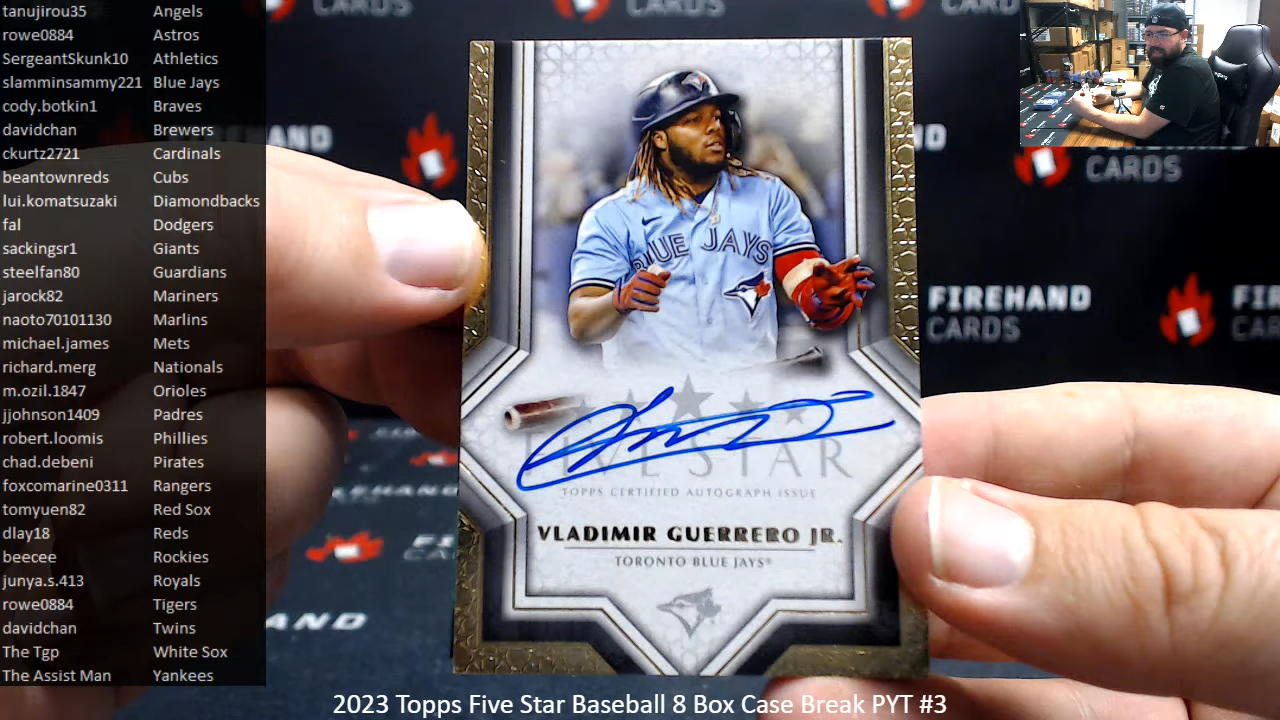 tanujirou35 Angels
rowe0884 Astros
SergeantSkunk10 Athletics
slamminsammy221 Blue Jays
cody.botkin1 Braves
davidchan Brewers
ckurtz2721 Cardinals
beantownreds Cubs
lui.komatsuzaki Diamondbacks
fal Dodgers
sackingsr1 Giants
steelfan80 Guardians
jarock82 Mariners
naoto70101130 Marlins
michael.james Mets
richard.merg Nationals
m.ozil.1847 Orioles
jjohnson1409 Padres
robert.loomis Phillies
chad.debeni Pirates
foxcomarine0311 Rangers
tomyuen82 Red Sox
dlay18 Reds
beecee Rockies
junya.s.413 Royals
rowe0884 Tigers
davidchan Twins
The Tgp White Sox
The Assist Man Yankees
BLUE JAYS
FIVE STAR
TOPPS CERTIFIED AUTOGRAPH ISSUE
VLADIMIR GUERRERO JR.
TORONTO BLUE JAYS®
CARDS
CARDS
FIREHAND
CARDS
2023 Topps Five Star Baseball 8 Box Case Break PYT #3